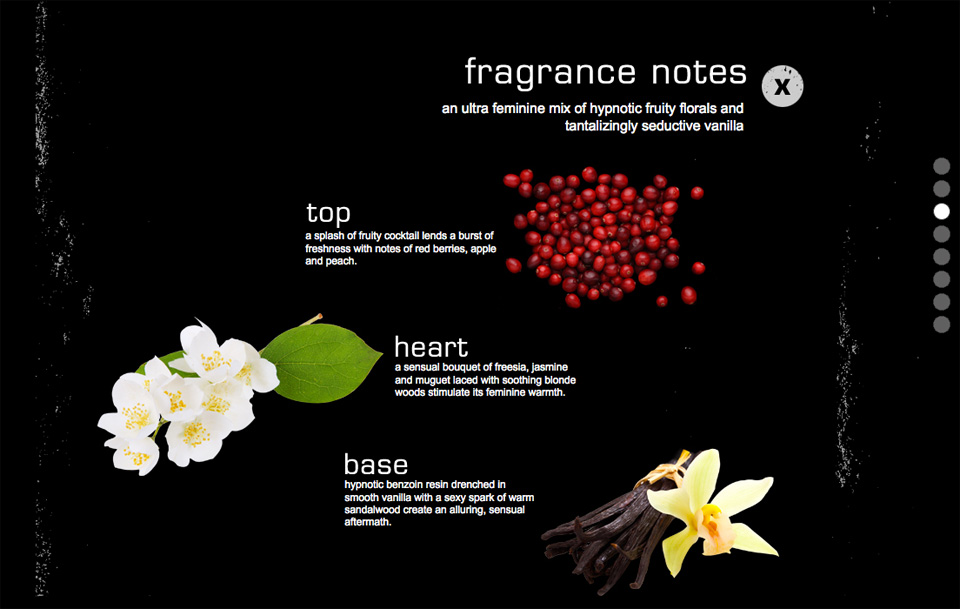 fragrance notes
X
an ultra feminine mix of hypnotic fruity florals and
tantalizingly seductive vanilla
top
a splash of fruity cocktail lends a burst of
freshness with notes of red berries, apple
and peach.
heart
a sensual bouquet of freesia, jasmine
and muguet laced with soothing blonde
woods stimulate its feminine warmth.
base
hypnotic benzoin resin drenched in
smooth vanilla with a sexy spark of warm
sandalwood create an alluring, sensual
aftermath.